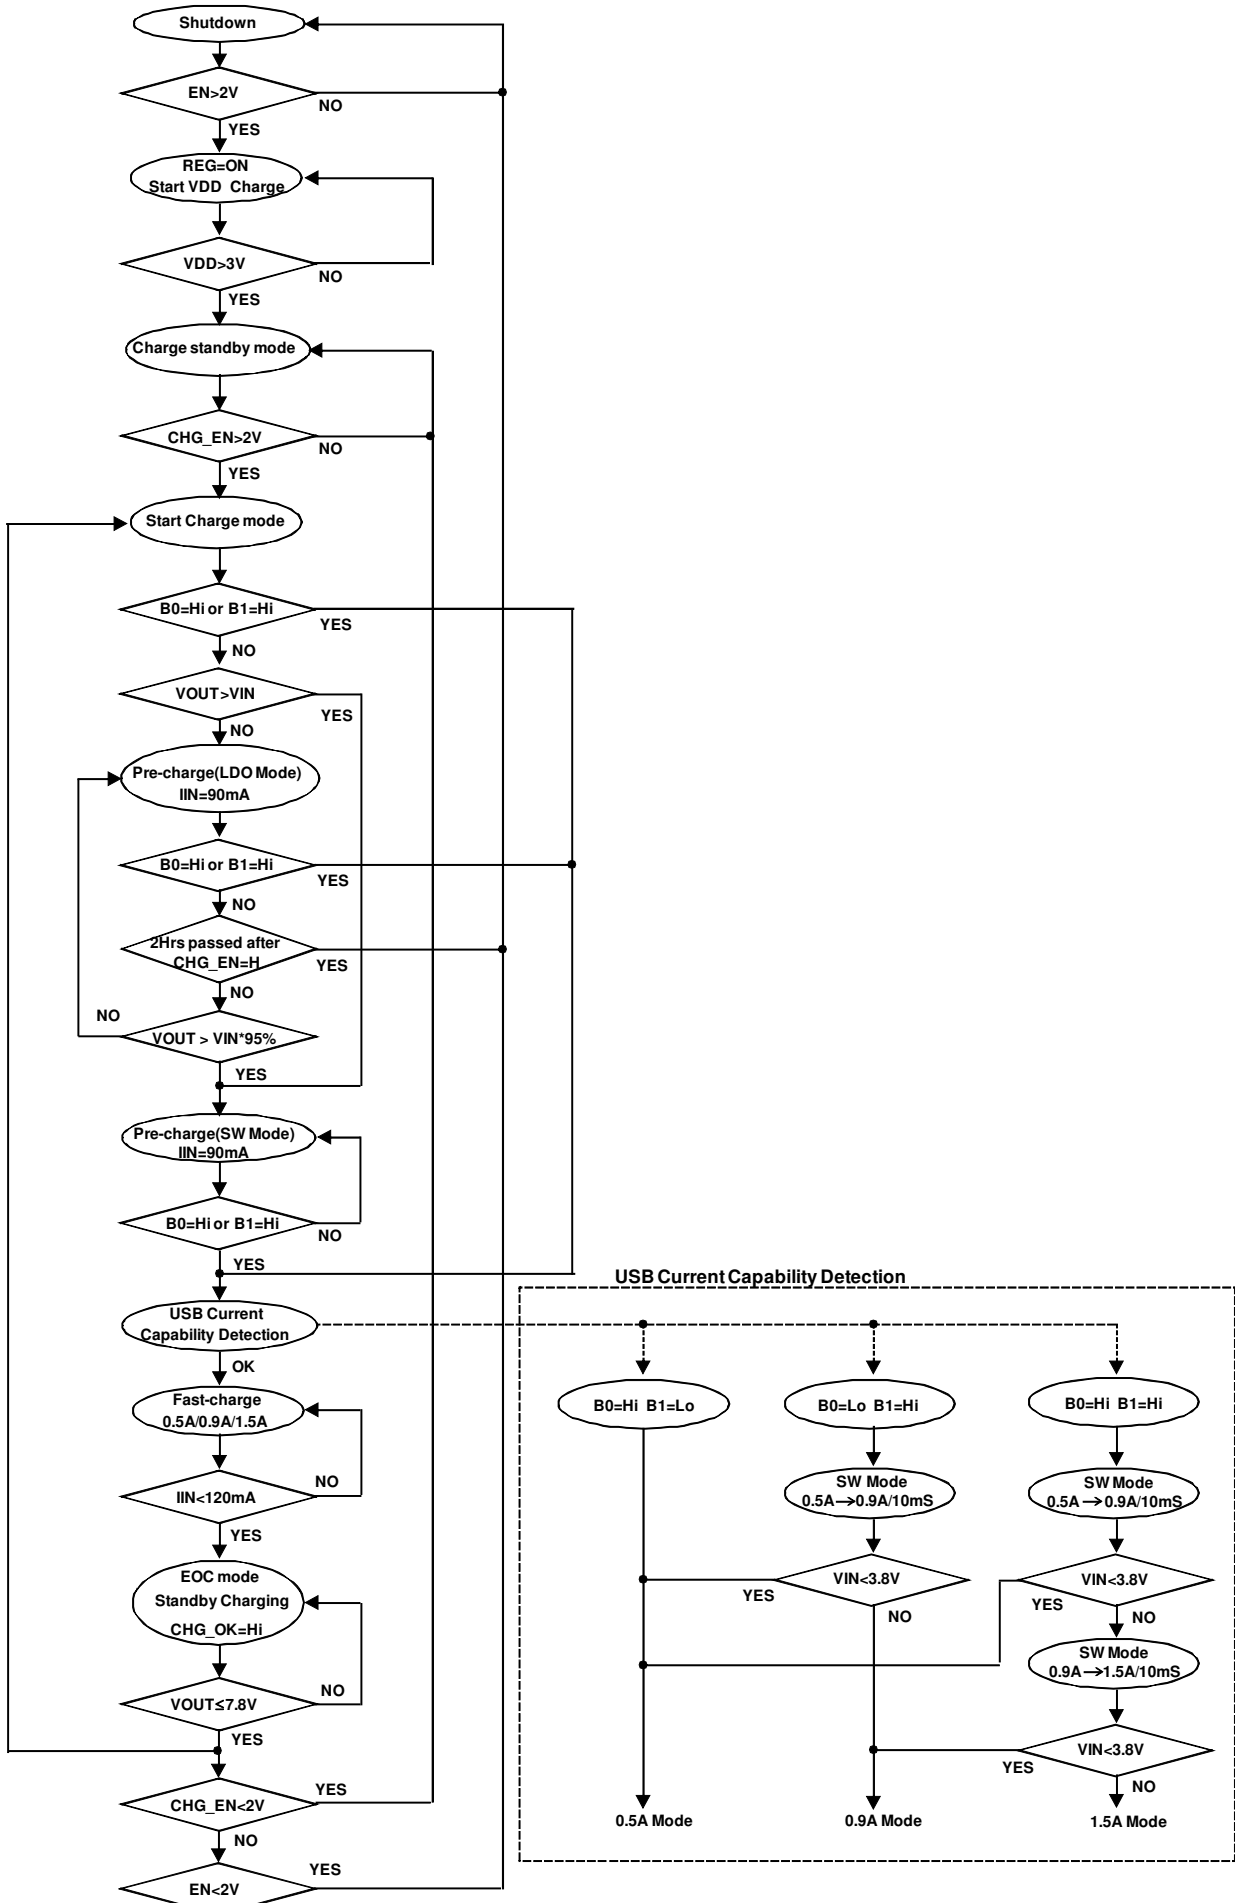 Shutdown
EN>2V
NO
YES
REG=ON
Start VDD Charge
VDD>3V
NO
YES
Charge standby mode
CHG_EN>2V
NO
YES
Start Charge mode
B0=Hi or B1=Hi
YES
NO
VOUT>VIN
YES
NO
Pre-charge(LDO Mode)
IIN=90mA
B0=Hi or B1=Hi
YES
NO
2Hrs passed after
CHG_EN=H
YES
NO
NO
VOUT > VIN*95%
YES
Pre-charge(SW Mode)
IIN=90mA
B0=Hi or B1=Hi
NO
YES
USB Current
Capability Detection
OK
Fast-charge
0.5A/0.9A/1.5A
IIN<120mA
NO
YES
EOC mode
Standby Charging
CHG_OK=Hi
VOUT≤7.8V
NO
YES
CHG_EN<2V
YES
NO
EN<2V
YES
USB Current Capability Detection
B0=Hi B1=Lo
B0=Lo B1=Hi
B0=Hi B1=Hi
SW Mode
0.5A→0.9A/10mS
SW Mode
0.5A→0.9A/10mS
VIN<3.8V
YES
NO
VIN<3.8V
YES
NO
SW Mode
0.9A→1.5A/10mS
VIN<3.8V
YES
NO
0.5A Mode
0.9A Mode
1.5A Mode